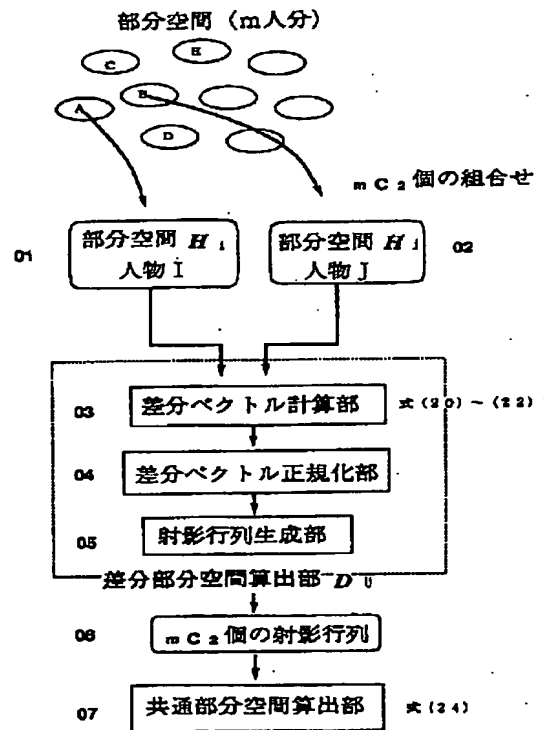 部分空間（m人分）
C
E
A
B
D
mC₂個の組合せ
01
部分空間 Hi
人物I
部分空間 Hj
人物J
02
03
差分ベクトル計算部
式(20)～(22)
04
差分ベクトル正規化部
05
射影行列生成部
差分部分空間算出部 Dij
06
mC₂個の射影行列
07
共通部分空間算出部
式(24)